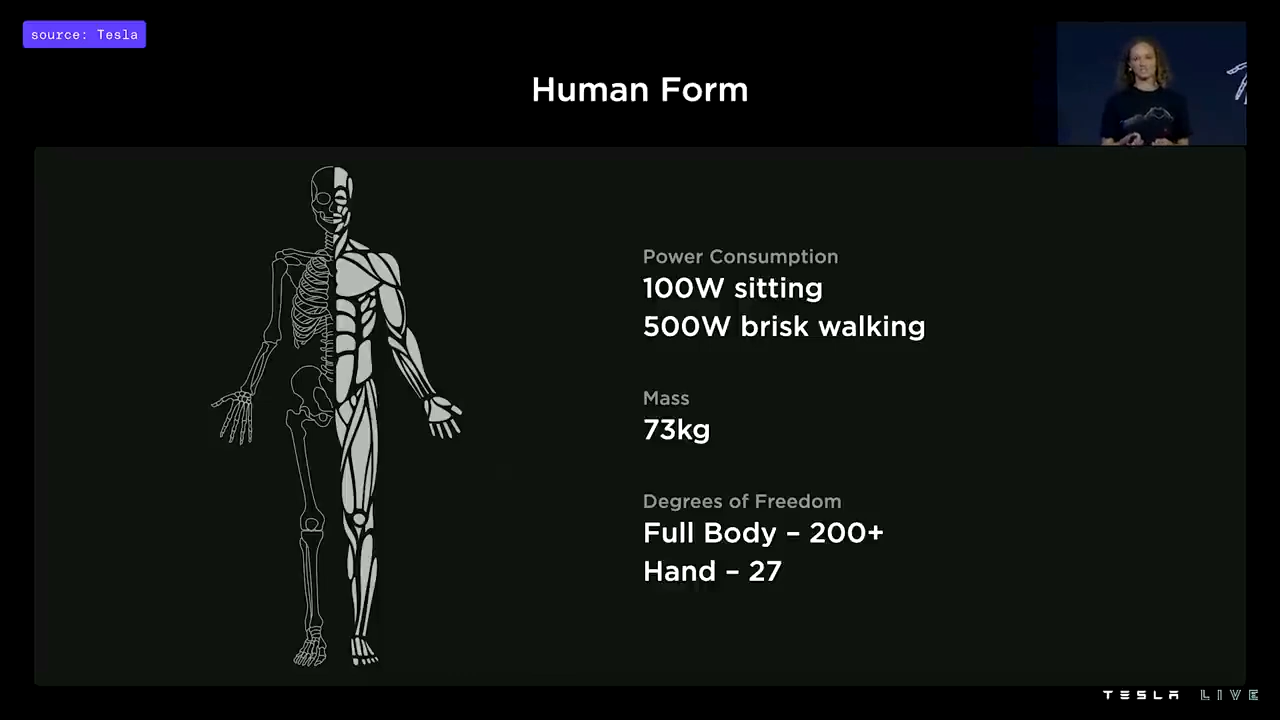 source: Tesla
Human Form
Power Consumption
100W sitting
500W brisk walking
Mass
73kg
Degrees of Freedom
Full Body – 200+
Hand – 27
TESLA LIVE